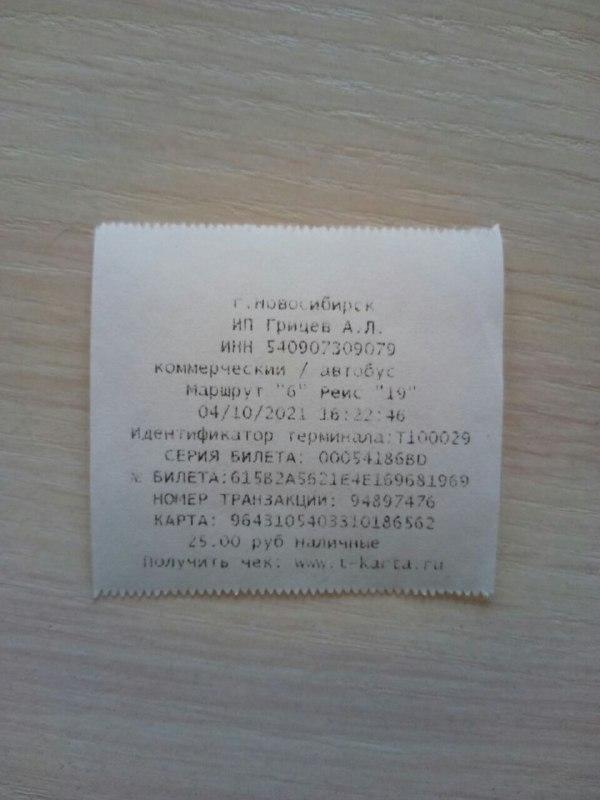 г.Новосибирск
ИП Грицев А.Л.
ИНН 540907309079
коммерческий / автобус
Маршрут "6" Рейс "19"
04/10/2021 16:22:46
Идентификатор терминала:T100029
СЕРИЯ БИЛЕТА: 00054186BD
№ БИЛЕТА:615B2A5621E4E169681969
НОМЕР ТРАНЗАКЦИИ: 94897476
КАРТА: 9643105403310186562
25.00 руб наличные
Получить чек: www.t-karta.ru